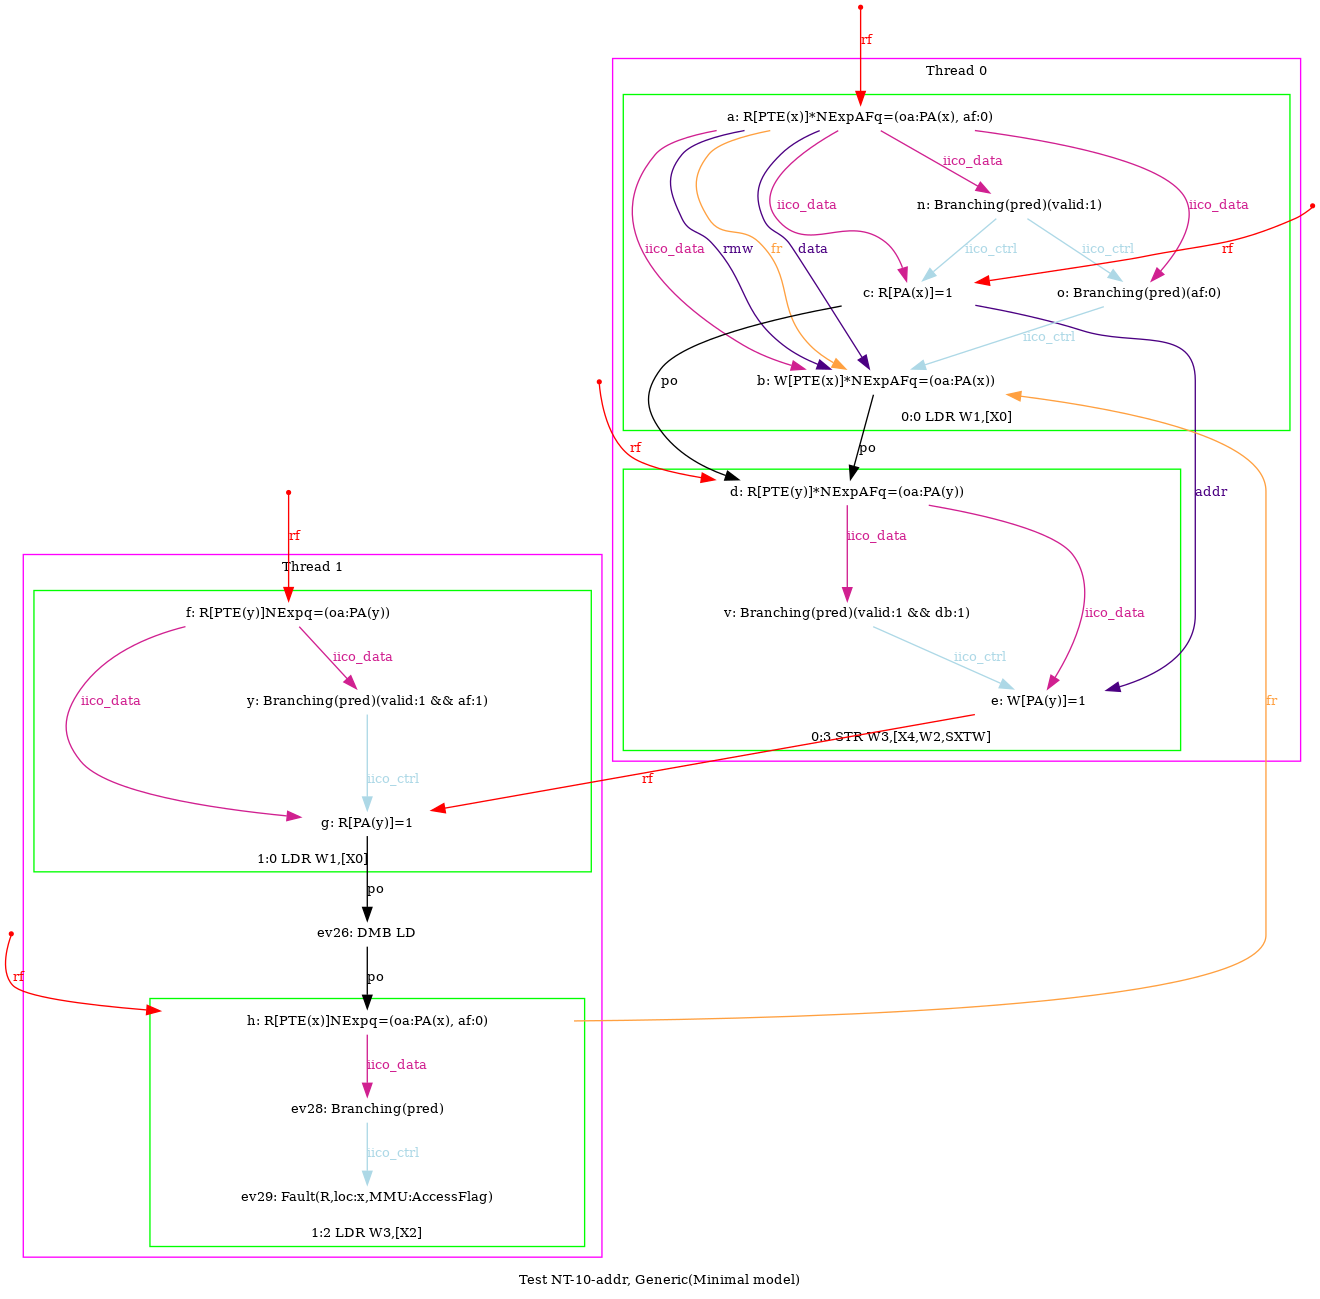 rf
Thread 0
a: R[PTE(x)]*NExpAFq=(oa:PA(x), af:0)
iico_data
n: Branching(pred)(valid:1)
iico_data
iico_data
iico_data
rmw
fr
data
iico_ctrl
iico_ctrl
rf
c: R[PA(x)]=1
o: Branching(pred)(af:0)
iico_ctrl
po
b: W[PTE(x)]*NExpAFq=(oa:PA(x))
0:0 LDR W1,[X0]
rf
po
d: R[PTE(y)]*NExpAFq=(oa:PA(y))
addr
rf
iico_data
Thread 1
f: R[PTE(y)]NExpq=(oa:PA(y))
v: Branching(pred)(valid:1 && db:1)
iico_data
iico_data
iico_ctrl
iico_data
y: Branching(pred)(valid:1 && af:1)
e: W[PA(y)]=1
fr
0:3 STR W3,[X4,W2,SXTW]
iico_ctrl
rf
g: R[PA(y)]=1
1:0 LDR W1,[X0]
po
ev26: DMB LD
rf
po
h: R[PTE(x)]NExpq=(oa:PA(x), af:0)
iico_data
ev28: Branching(pred)
iico_ctrl
ev29: Fault(R,loc:x,MMU:AccessFlag)
1:2 LDR W3,[X2]
Test NT-10-addr, Generic(Minimal model)